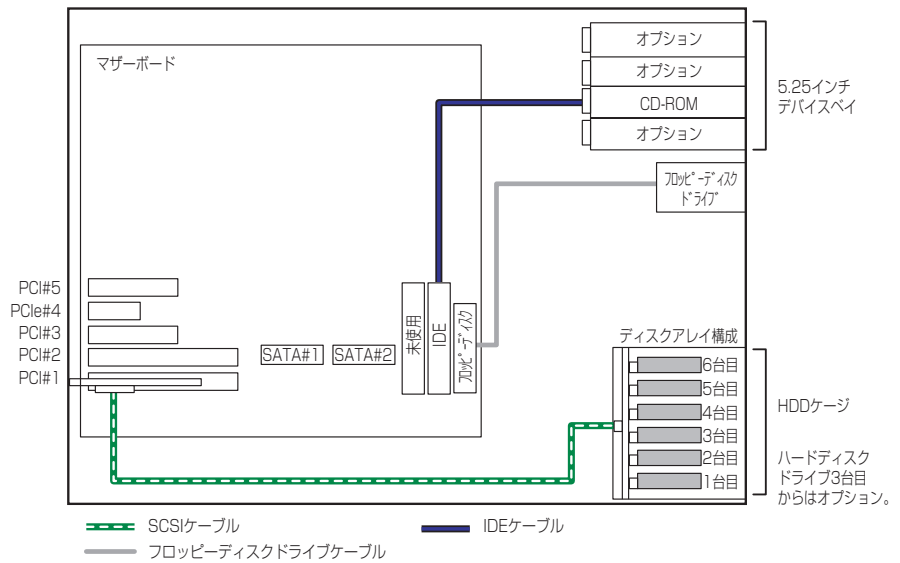 マザーボード
オプション
オプション
CD-ROM
オプション
5.25インチ
デバイスベイ
ﾌﾛｯﾋﾟｰﾃﾞｨｽｸ
ﾄﾞﾗｲﾌﾞ
PCI#5
PCIe#4
PCI#3
PCI#2
PCI#1
SATA#1
SATA#2
未使用
IDE
ﾌﾛｯﾋﾟｰﾃﾞｨｽｸ
ディスクアレイ構成
6台目
5台目
4台目
3台目
2台目
1台目
HDDケージ
ハードディスク
ドライブ3台目
からはオプション。
SCSIケーブル
IDEケーブル
フロッピーディスクドライブケーブル